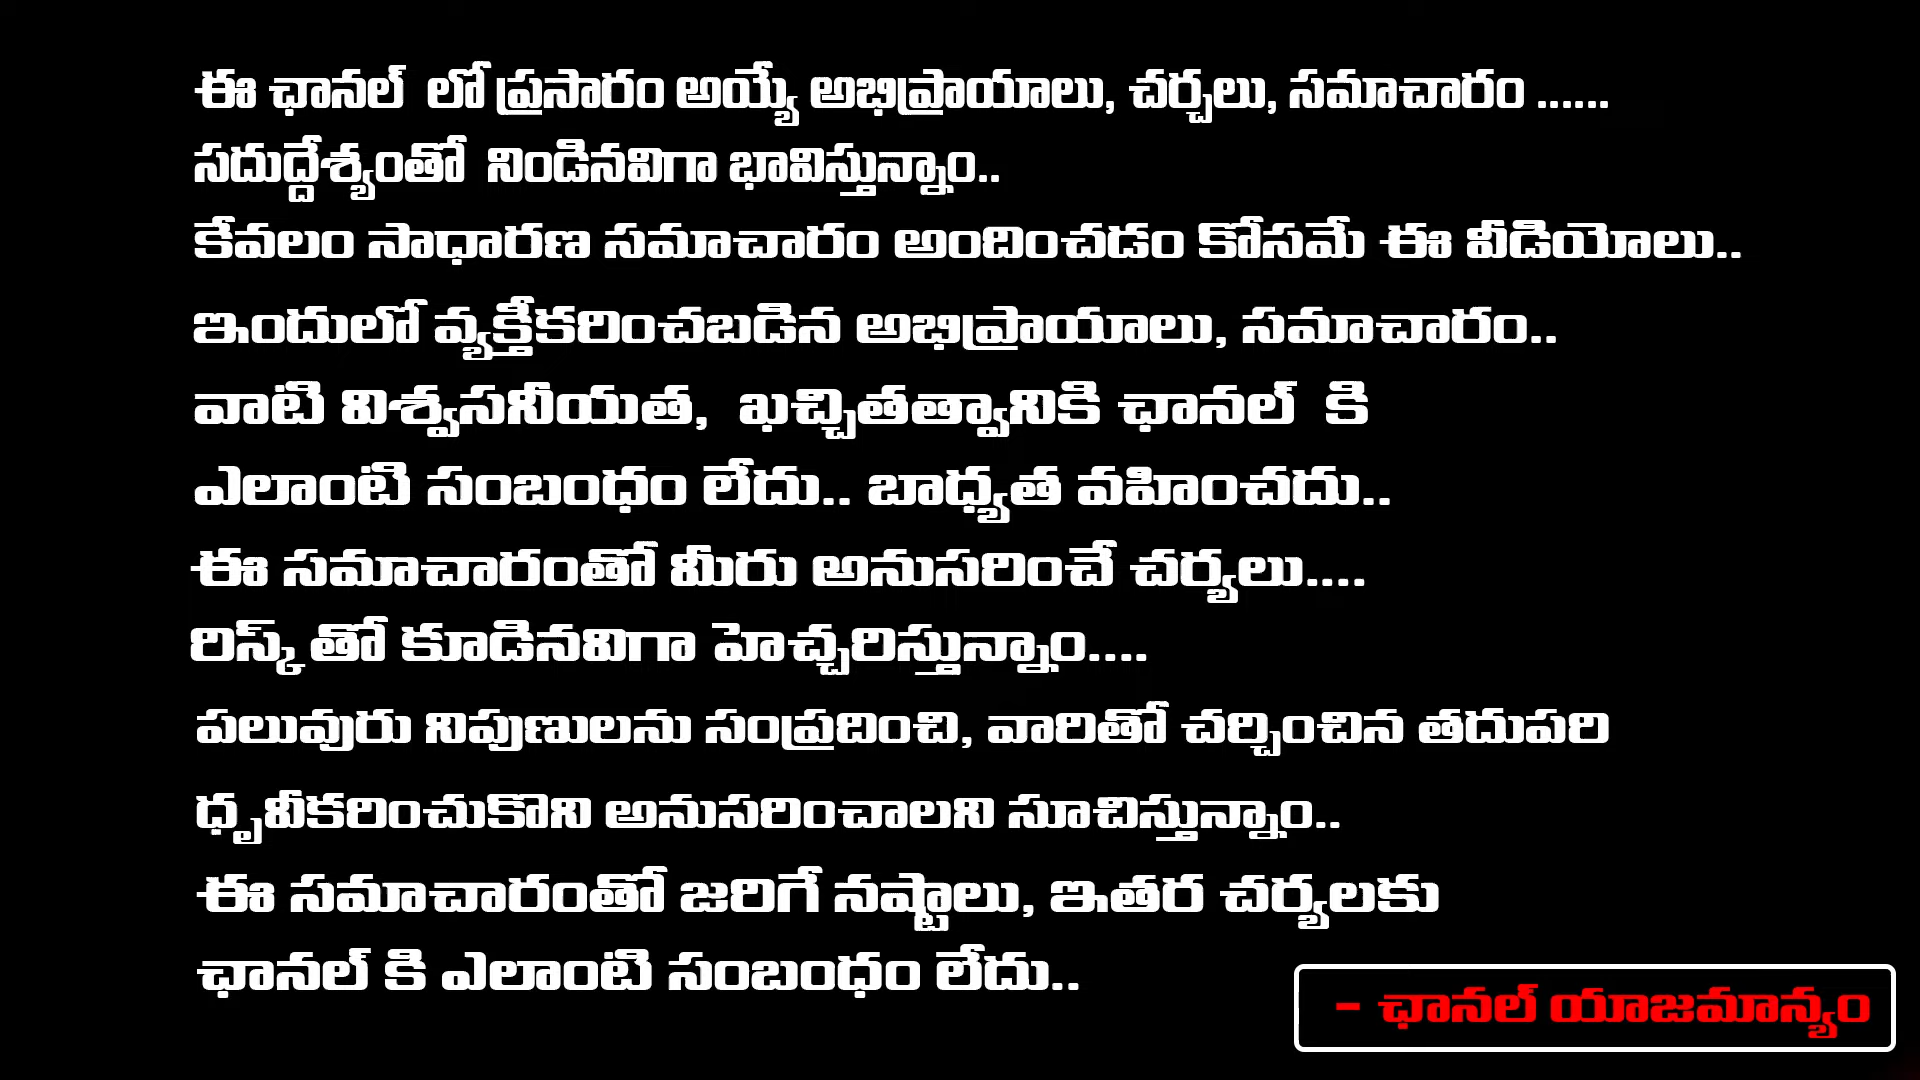 ఈ ఛానల్ లో ప్రసారం అయ్యే అభిప్రాయాలు, చర్చలు, సమాచారం ......
సదుద్దేశ్యంతో నిండినవిగా భావిస్తున్నాం..
కేవలం సాధారణ సమాచారం అందించడం కోసమే ఈ వీడియోలు..
ఇందులో వ్యక్తీకరించబడిన అభిప్రాయాలు, సమాచారం..
వాటి విశ్వసనీయత, ఖచ్చితత్వానికి ఛానల్ కి
ఎలాంటి సంబంధం లేదు.. బాధ్యత వహించదు..
ఈ సమాచారంతో మీరు అనుసరించే చర్యలు....
రిస్క్ తో కూడినవిగా హెచ్చరిస్తున్నాం....
పలువురు నిపుణులను సంప్రదించి, వారితో చర్చించిన తదుపరి
ధృవీకరించుకొని అనుసరించాలని సూచిస్తున్నాం..
ఈ సమాచారంతో జరిగే నష్టాలు, ఇతర చర్యలకు
ఛానల్ కి ఎలాంటి సంబంధం లేదు..
- ఛానల్ యాజమాన్యం